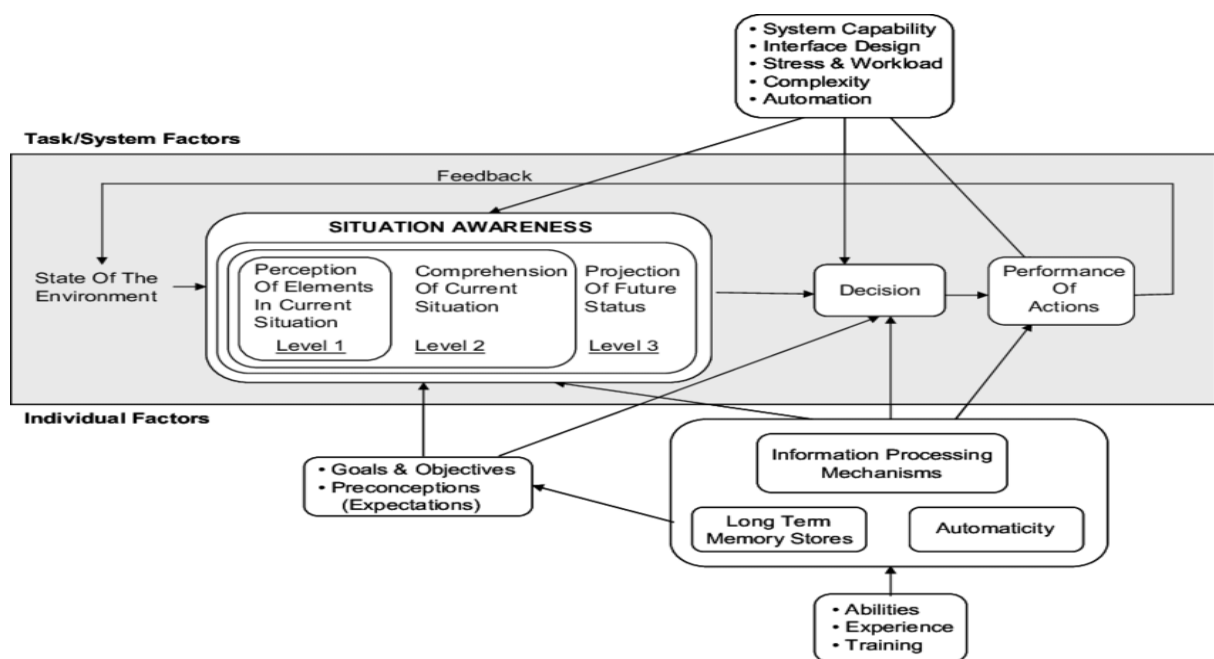 • System Capability
• Interface Design
• Stress & Workload
• Complexity
• Automation
Task/System Factors
Feedback
SITUATION AWARENESS
State Of The
Environment
Perception
Of Elements
In Current
Situation
Level 1
Comprehension
Of Current
Situation
Level 2
Projection
Of Future
Status
Level 3
Decision
Performance
Of
Actions
Individual Factors
• Goals & Objectives
• Preconceptions
(Expectations)
Information Processing
Mechanisms
Long Term
Memory Stores
Automaticity
• Abilities
• Experience
• Training